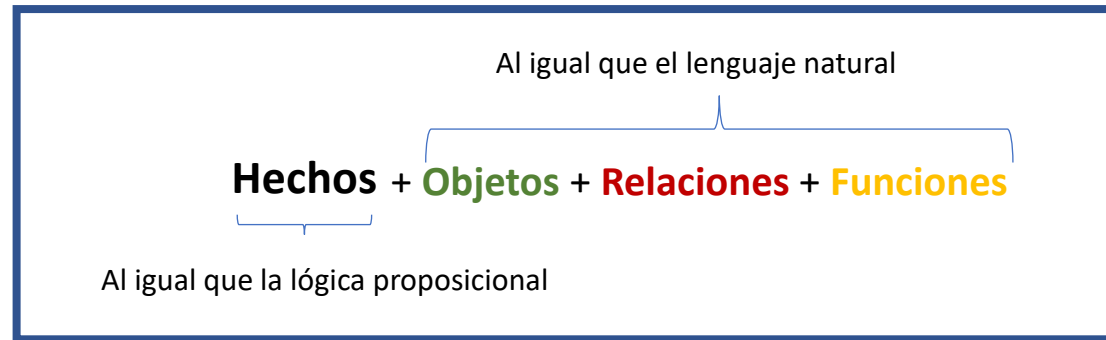 Al igual que el lenguaje natural
Hechos + Objetos + Relaciones + Funciones
Al igual que la lógica proposicional